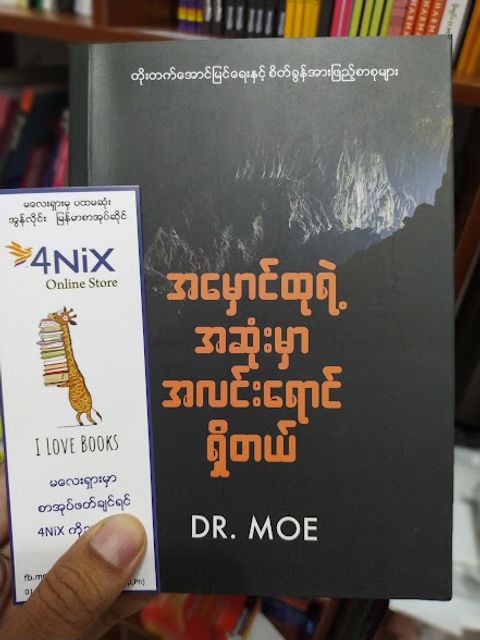 တိုးတက်အောင်မြင်ရေးနှင့် စိတ်ခွန်အားဖြည့်စာစုများ
အမှောင်ထုရဲ့
အဆုံးမှာ
အလင်းရောင်
ရှိတယ်
DR. MOE
မလေးရှားမှ ပထမဆုံး
အွန်လိုင်း မြန်မာစာအုပ်ဆိုင်
4NiX
Online Store
I LOVE BOOKS
မလေးရှားမှာ
စာအုပ်ဖတ်ချင်ရင်
4NiX ကို